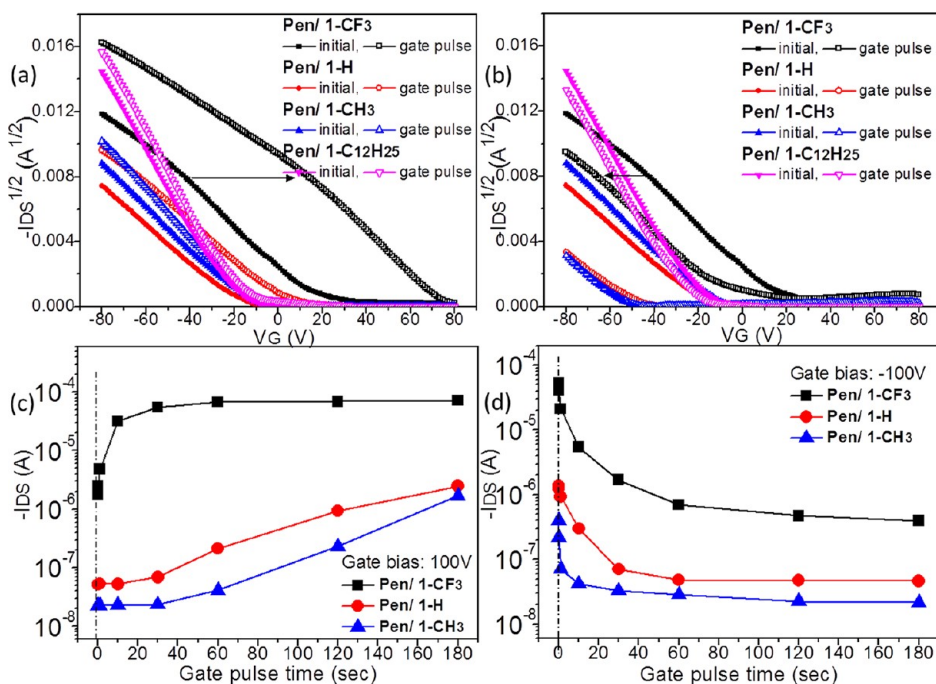 (a)
Pen/ 1-CF3
initial, gate pulse
Pen/ 1-H
initial, gate pulse
Pen/ 1-CH3
initial, gate pulse
Pen/ 1-C12H25
initial, gate pulse
0.016
0.012
0.008
0.004
0.000
-IDS^1/2 (A^1/2)
-80 -60 -40 -20 0 20 40 60 80
VG (V)
(b)
Pen/ 1-CF3
initial, gate pulse
Pen/ 1-H
initial, gate pulse
Pen/ 1-CH3
initial, gate pulse
Pen/ 1-C12H25
initial, gate pulse
0.016
0.012
0.008
0.004
0.000
-IDS^1/2 (A^1/2)
-80 -60 -40 -20 0 20 40 60 80
VG (V)
(c)
10^-4
10^-5
10^-6
10^-7
10^-8
-IDS (A)
Gate bias: 100V
Pen/ 1-CF3
Pen/ 1-H
Pen/ 1-CH3
0 20 40 60 80 100 120 140 160 180
Gate pulse time (sec)
(d)
Gate bias: -100V
Pen/ 1-CF3
Pen/ 1-H
Pen/ 1-CH3
10^-4
10^-5
10^-6
10^-7
10^-8
-IDS (A)
0 20 40 60 80 100 120 140 160 180
Gate pulse time (sec)